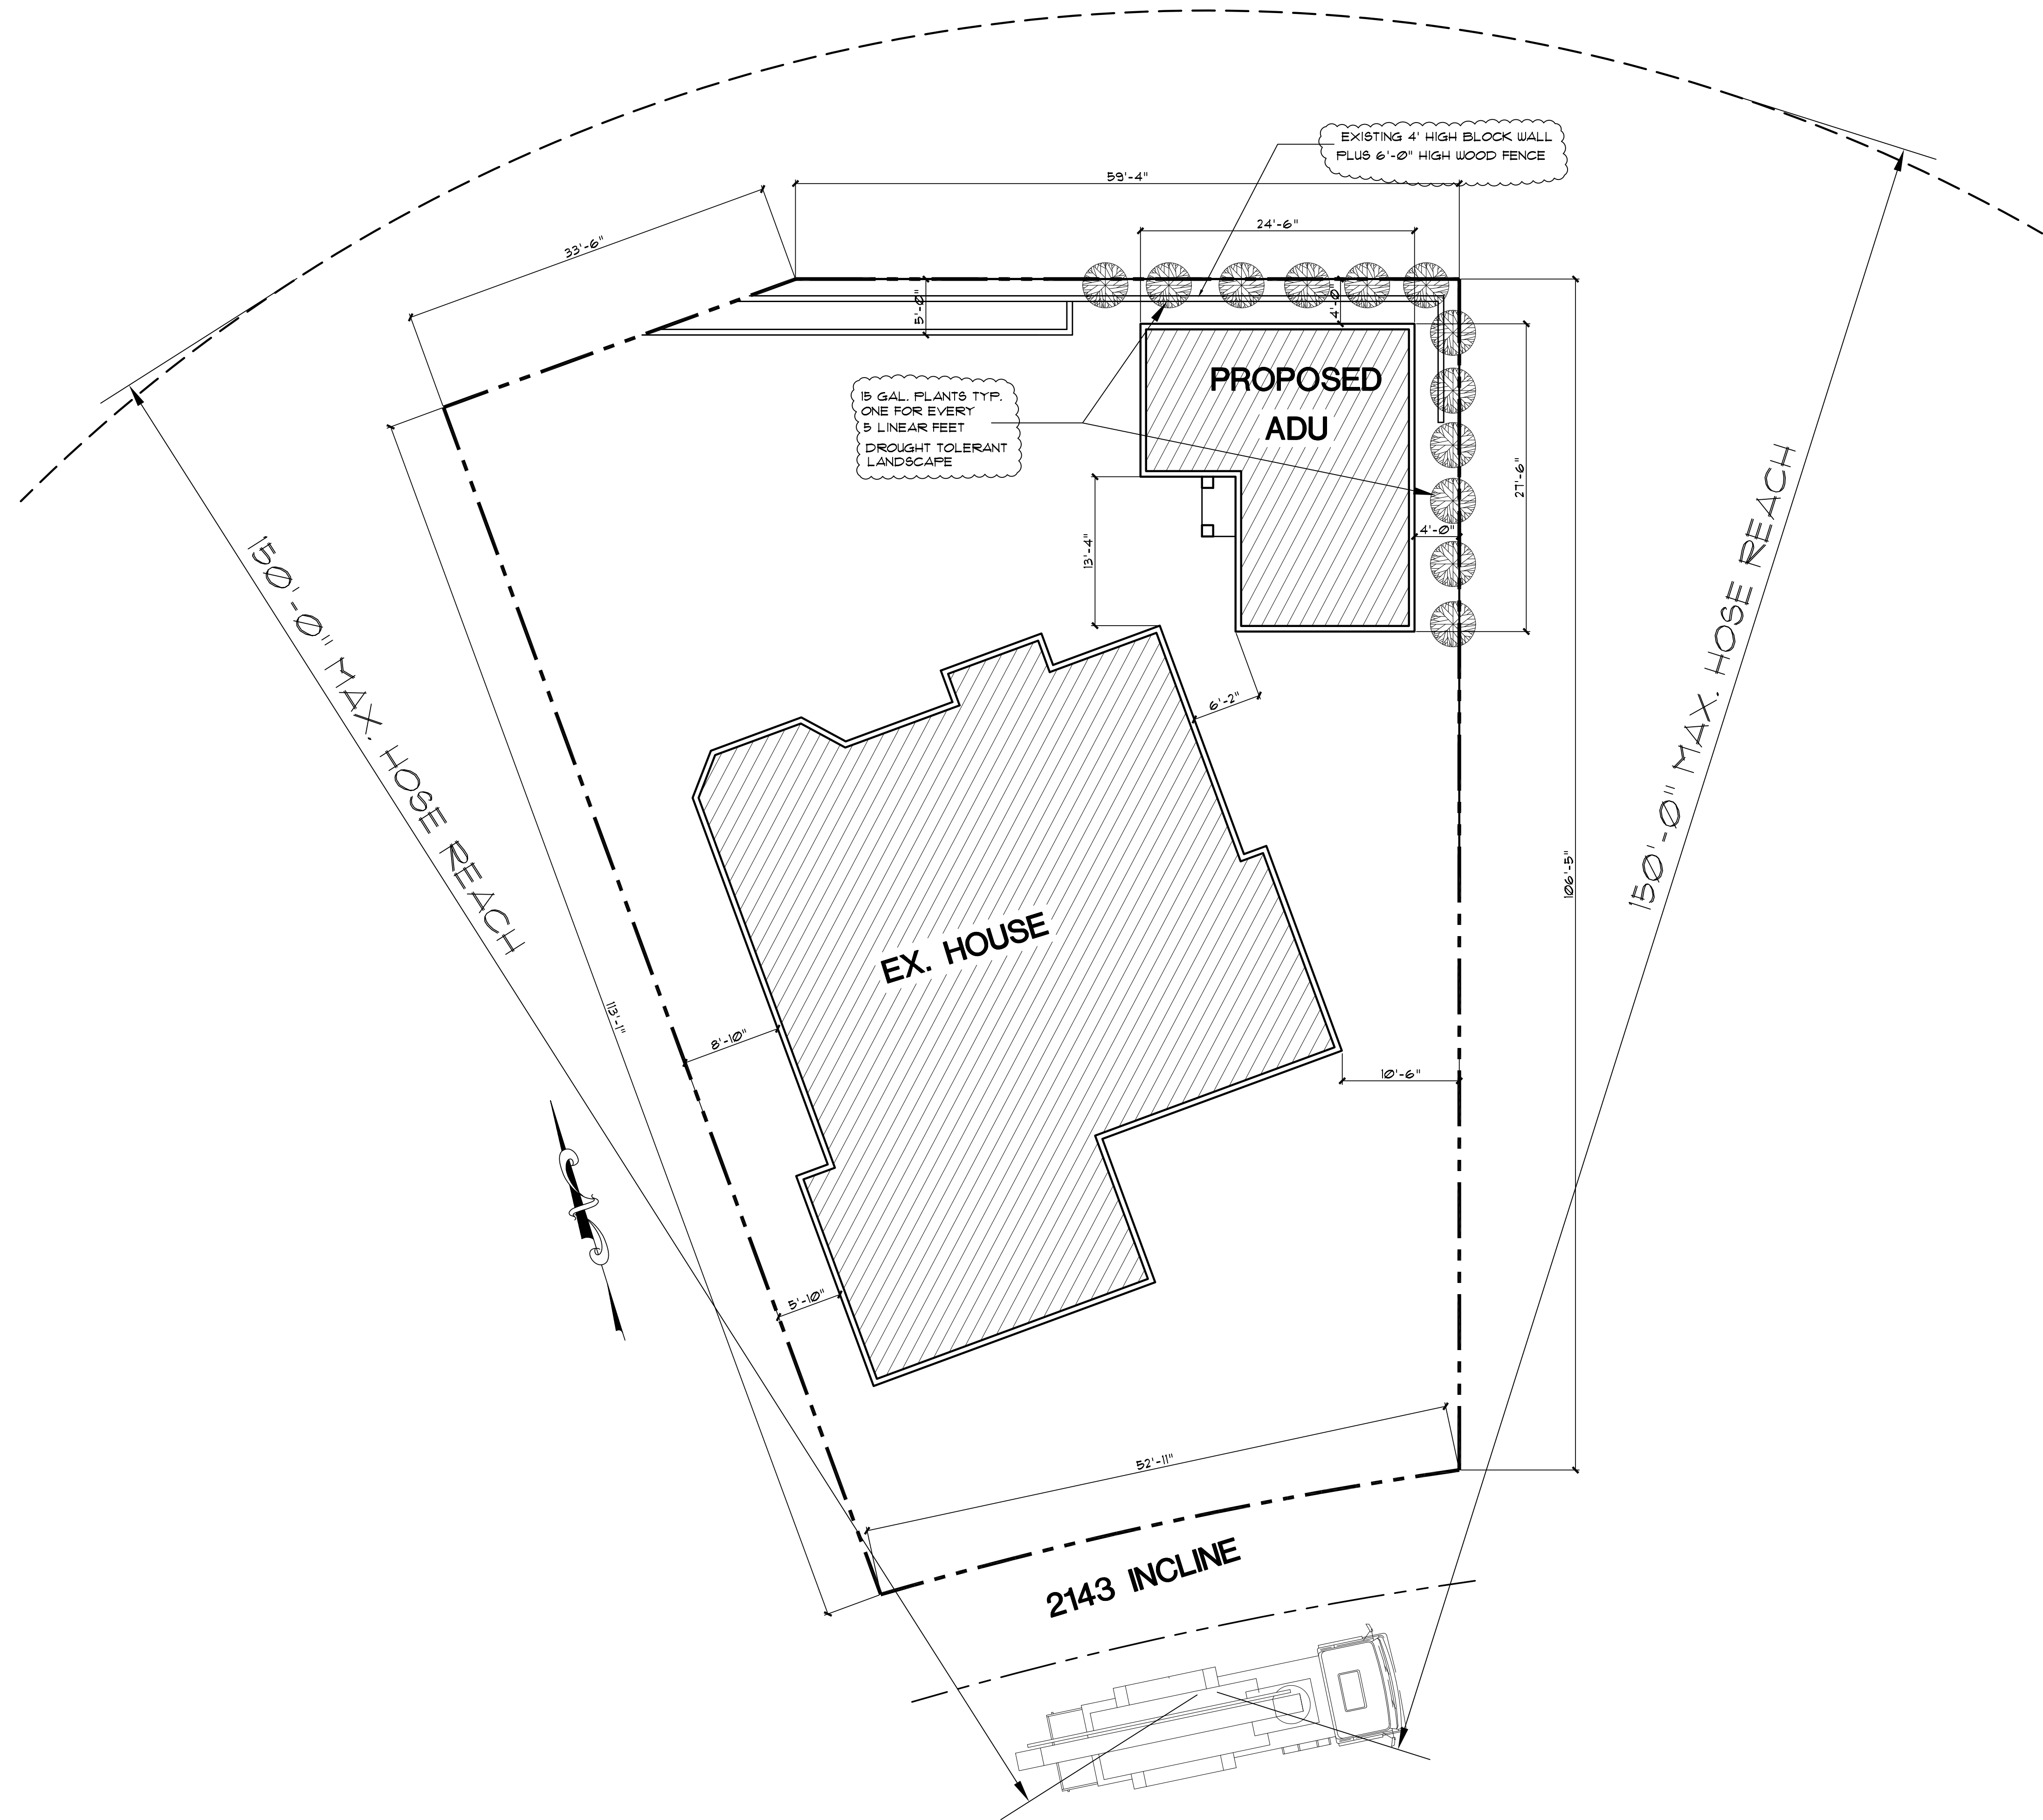 EXISTING 4' HIGH BLOCK WALL
PLUS 6'-0" HIGH WOOD FENCE
59'-4"
33'-6"
24'-6"
5'-0"
4'-0"
PROPOSED
ADU
15 GAL. PLANTS TYP.
ONE FOR EVERY
5 LINEAR FEET
DROUGHT TOLERANT
LANDSCAPE
27'-6"
4'-0"
13'-4"
150'-0" MAX. HOSE REACH
150'-0" MAX. HOSE REACH
6'-2"
106'-5"
EX. HOUSE
113'-1"
8'-10"
10'-6"
5'-10"
52'-11"
2143 INCLINE